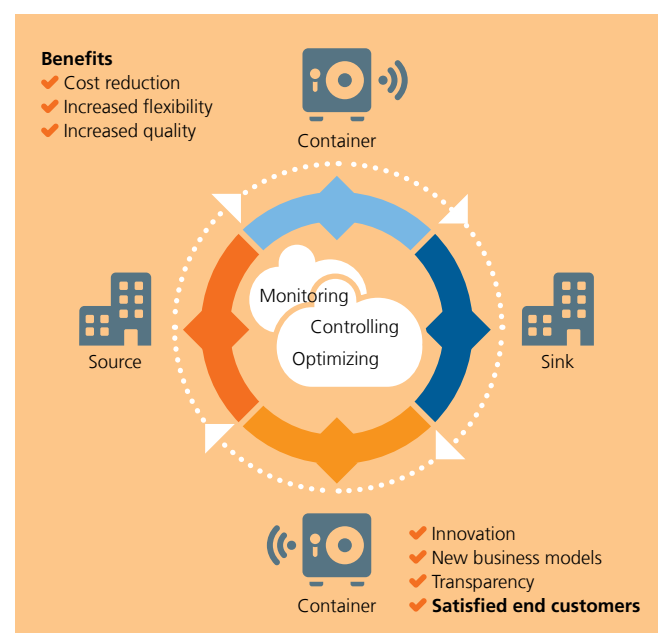 Benefits
Cost reduction
Increased flexibility
Increased quality
Container
Monitoring
Controlling
Optimizing
Source
Sink
Container
Innovation
New business models
Transparency
Satisfied end customers